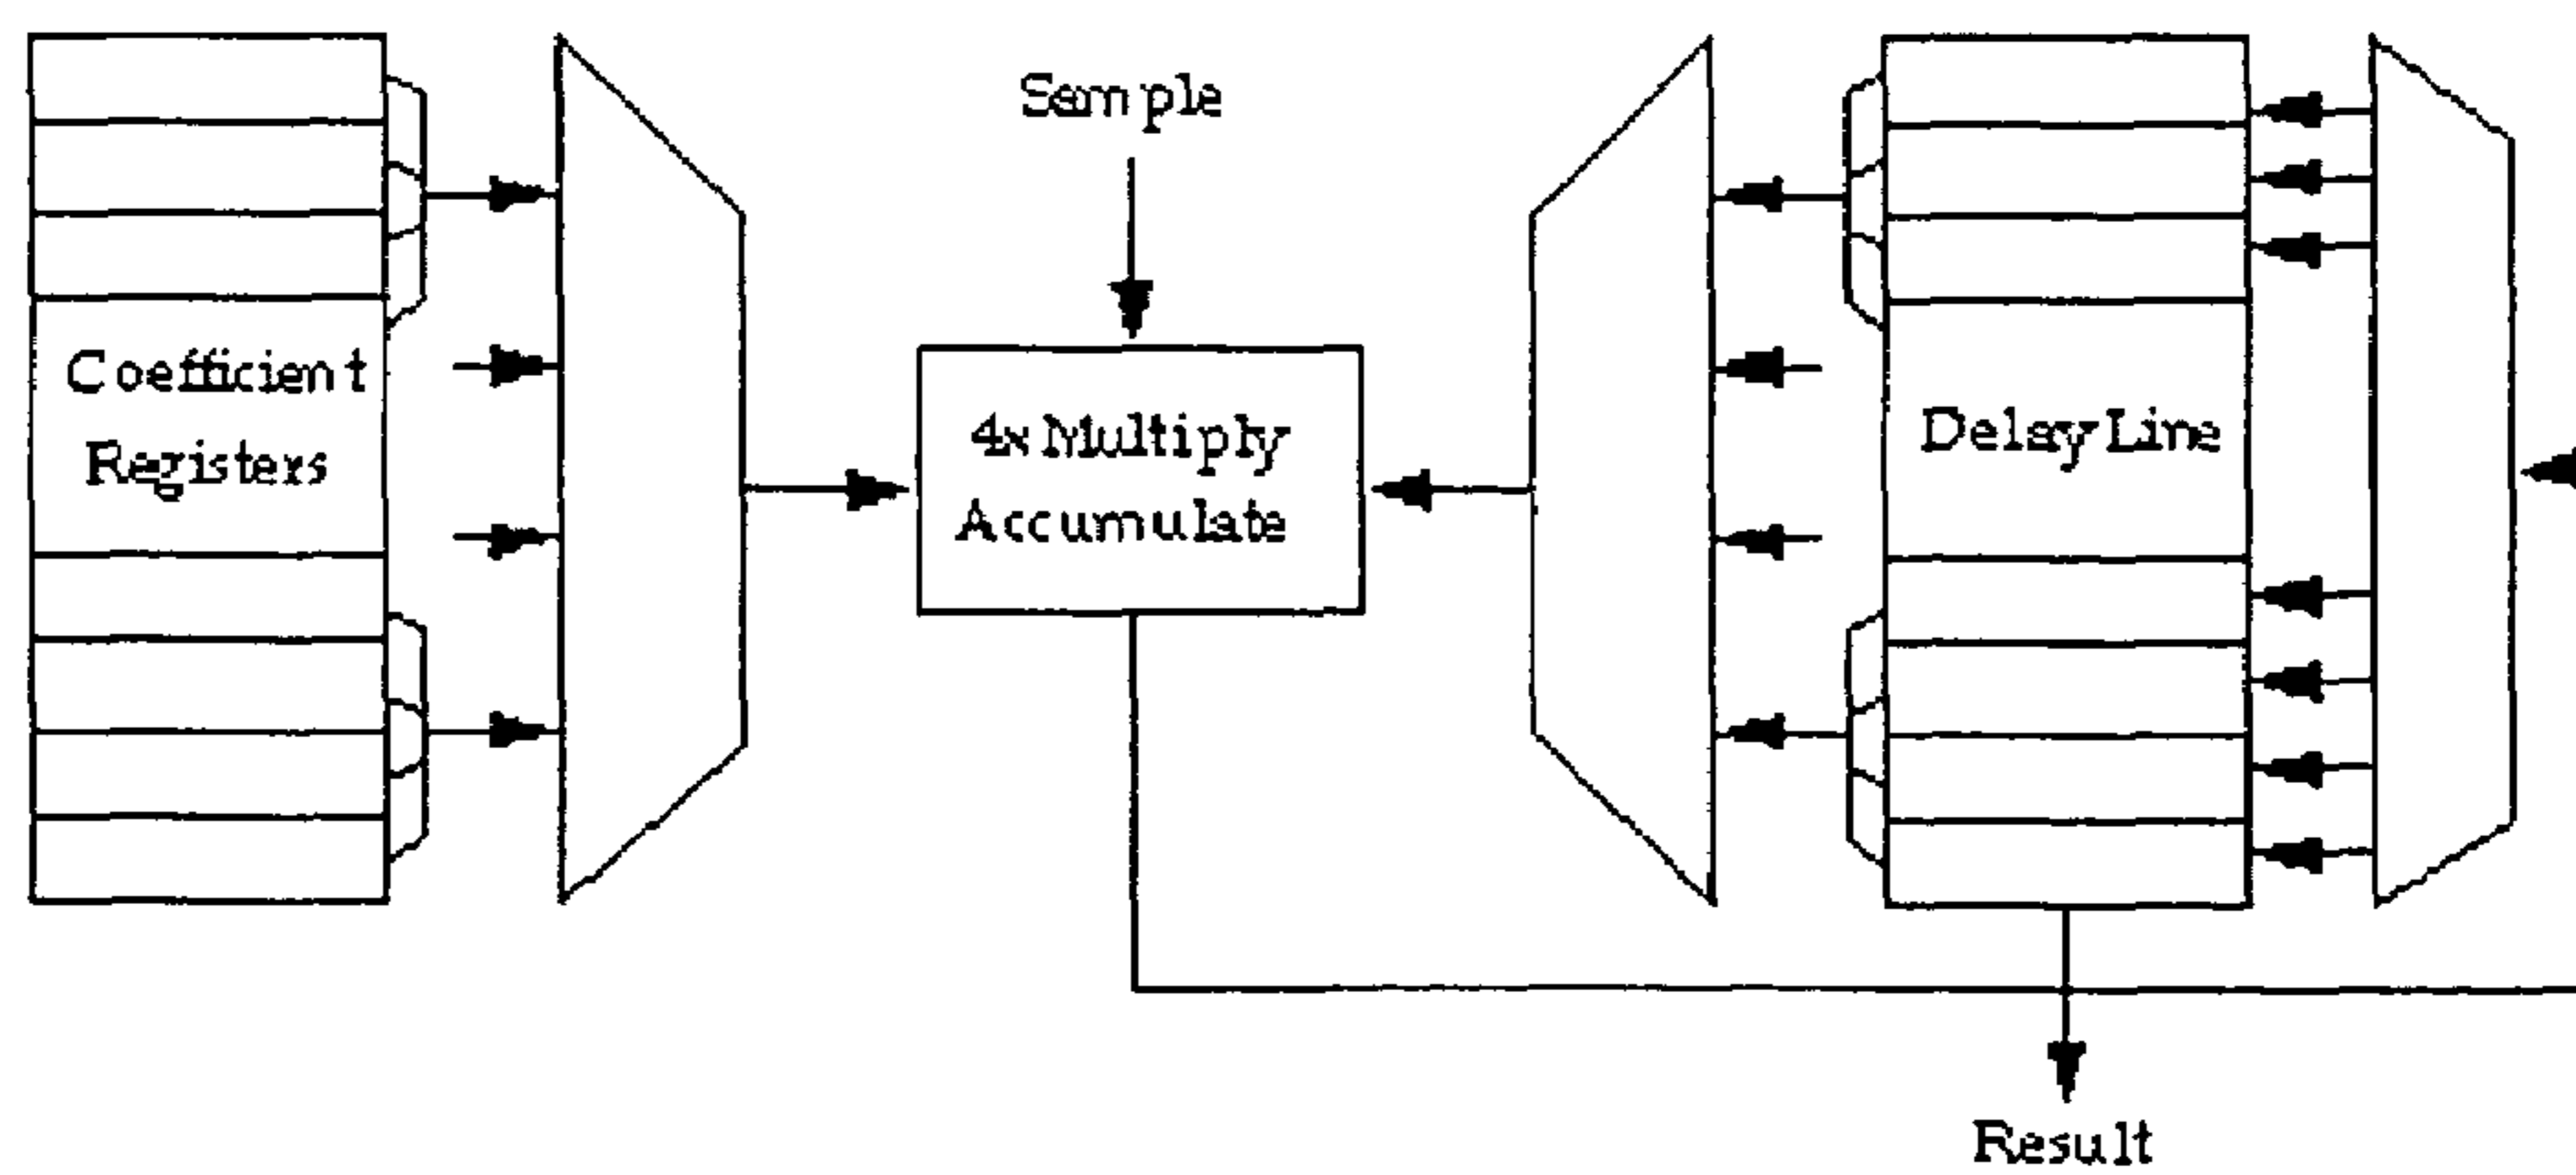 Sample
Coefficient
Registers
4x Multiply
Accumulate
Delay Line
Result